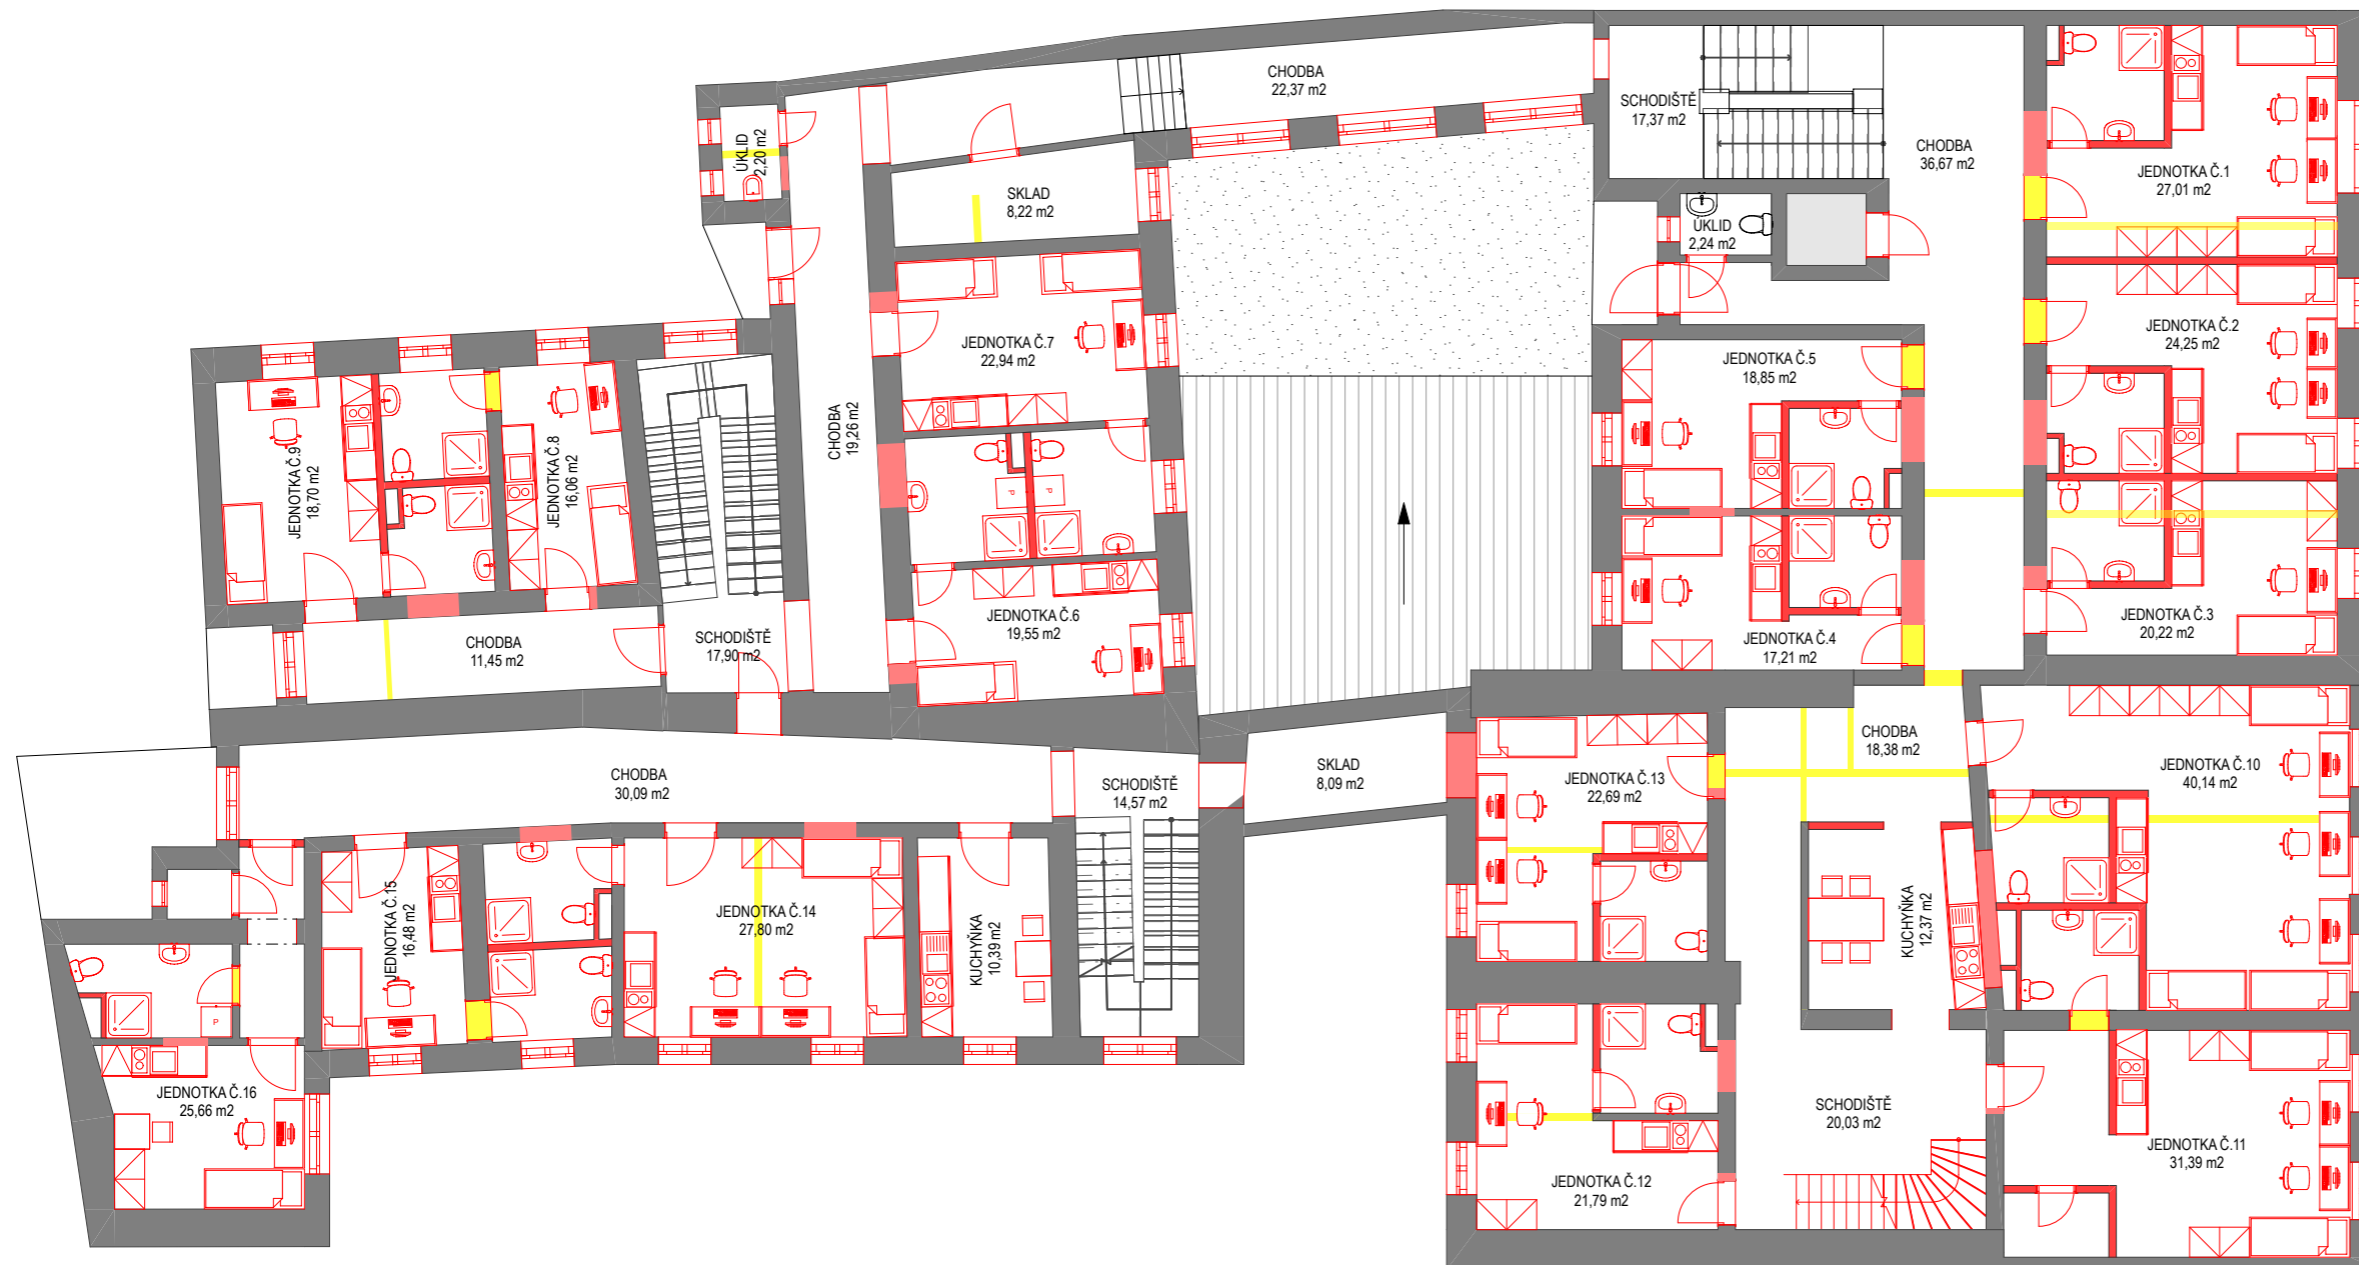 CHODBA
22,37 m2
SCHODIŠTĚ
17,37 m2
CHODBA
36,67 m2
ÚKLID
2,20 m2
SKLAD
8,22 m2
JEDNOTKA Č.1
27,01 m2
ÚKLID
2,24 m2
JEDNOTKA Č.2
24,25 m2
JEDNOTKA Č.7
22,94 m2
JEDNOTKA Č.5
18,85 m2
CHODBA
19,26 m2
JEDNOTKA Č.9
18,70 m2
JEDNOTKA Č.8
16,06 m2
P
P
JEDNOTKA Č.6
19,55 m2
JEDNOTKA Č.3
20,22 m2
JEDNOTKA Č.4
17,21 m2
CHODBA
11,45 m2
SCHODIŠTĚ
17,90 m2
CHODBA
18,38 m2
CHODBA
30,09 m2
SCHODIŠTĚ
14,57 m2
SKLAD
8,09 m2
JEDNOTKA Č.13
22,69 m2
JEDNOTKA Č.10
40,14 m2
JEDNOTKA Č.15
16,48 m2
JEDNOTKA Č.14
27,80 m2
KUCHYŇKA
10,39 m2
KUCHYŇKA
12,37 m2
P
JEDNOTKA Č.16
25,66 m2
SCHODIŠTĚ
20,03 m2
JEDNOTKA Č.11
31,39 m2
JEDNOTKA Č.12
21,79 m2